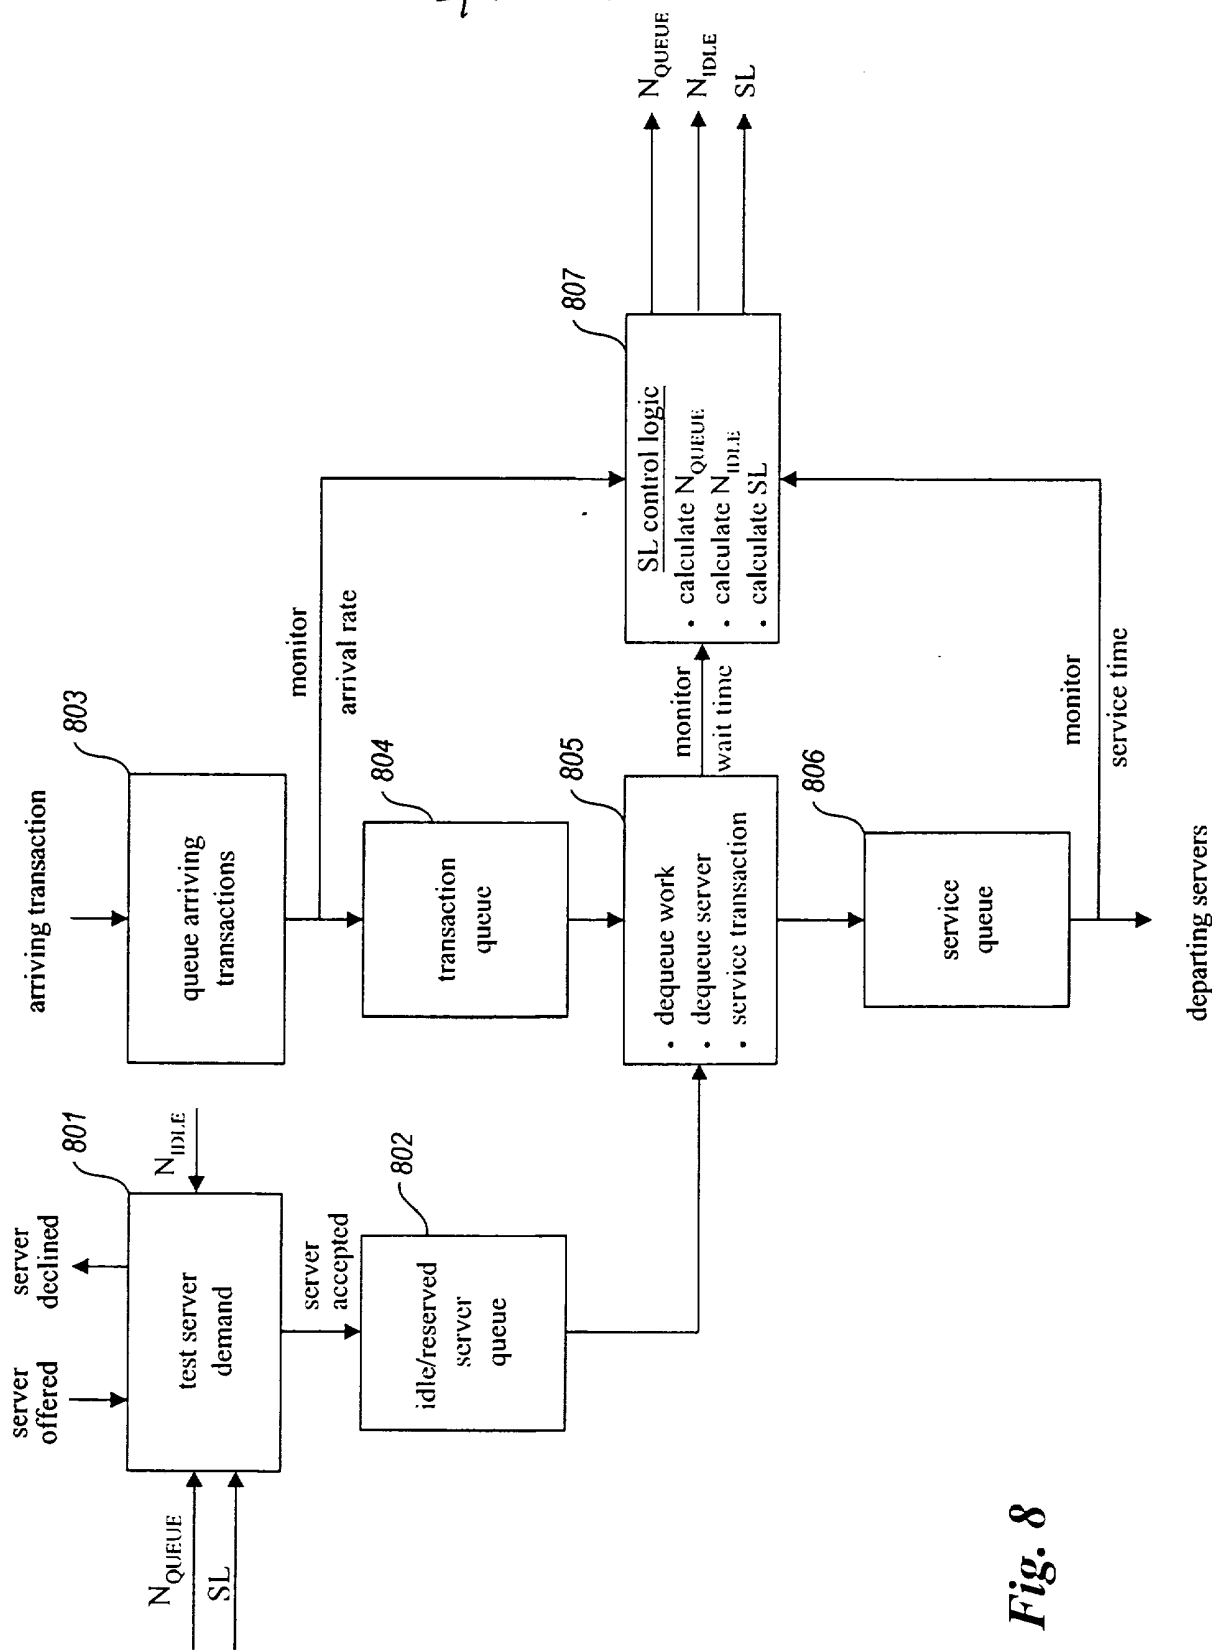 N_QUEUE
SL
server
offered
server
declined
801
test server
demand
N_IDLE
server
accepted
802
idle/reserved
server
queue
arriving transaction
803
queue arriving
transactions
monitor
arrival rate
804
transaction
queue
805
• dequeue work
• dequeue server
• service transaction
monitor
wait time
806
service
queue
monitor
service time
departing servers
807
SL control logic
• calculate N_QUEUE
• calculate N_IDLE
• calculate SL
N_QUEUE
N_IDLE
SL
Fig. 8